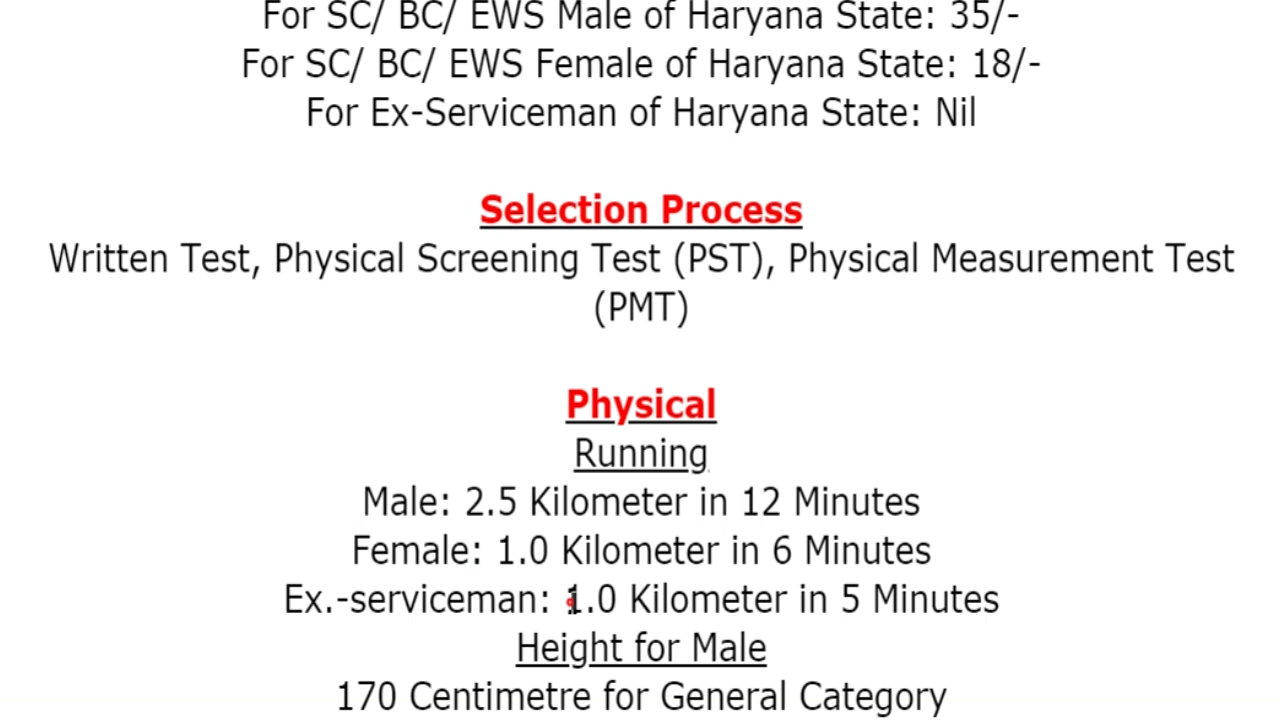 For SC/ BC/ EWS Male of Haryana State: 35/-
For SC/ BC/ EWS Female of Haryana State: 18/-
For Ex-Serviceman of Haryana State: Nil
Selection Process
Written Test, Physical Screening Test (PST), Physical Measurement Test
(PMT)
Physical
Running
Male: 2.5 Kilometer in 12 Minutes
Female: 1.0 Kilometer in 6 Minutes
Ex.-serviceman: 1.0 Kilometer in 5 Minutes
Height for Male
170 Centimetre for General Category